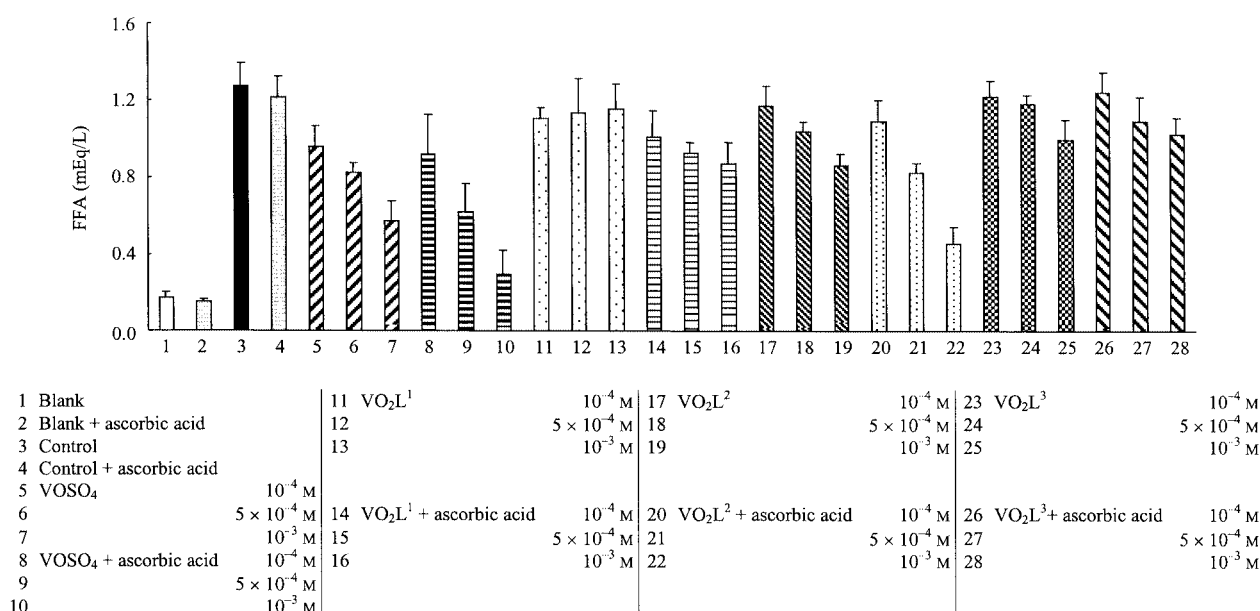 1.6
1.2
0.8
0.4
0.0
FFA (mEq/L)
1 2 3 4 5 6 7 8 9 10 11 12 13 14 15 16 17 18 19 20 21 22 23 24 25 26 27 28
1 Blank
2 Blank + ascorbic acid
3 Control
4 Control + ascorbic acid
5 VOSO₄ 10⁻⁴ M
6 5 × 10⁻⁴ M
7 10⁻³ M
8 VOSO₄ + ascorbic acid 10⁻⁴ M
9 5 × 10⁻⁴ M
10 10⁻³ M
11 VO₂L¹ 10⁻⁴ M
12 5 × 10⁻⁴ M
13 10⁻³ M
14 VO₂L¹ + ascorbic acid 10⁻⁴ M
15 5 × 10⁻⁴ M
16 10⁻³ M
17 VO₂L² 10⁻⁴ M
18 5 × 10⁻⁴ M
19 10⁻³ M
20 VO₂L² + ascorbic acid 10⁻⁴ M
21 5 × 10⁻⁴ M
22 10⁻³ M
23 VO₂L³ 10⁻⁴ M
24 5 × 10⁻⁴ M
25 10⁻³ M
26 VO₂L³+ ascorbic acid 10⁻⁴ M
27 5 × 10⁻⁴ M
28 10⁻³ M